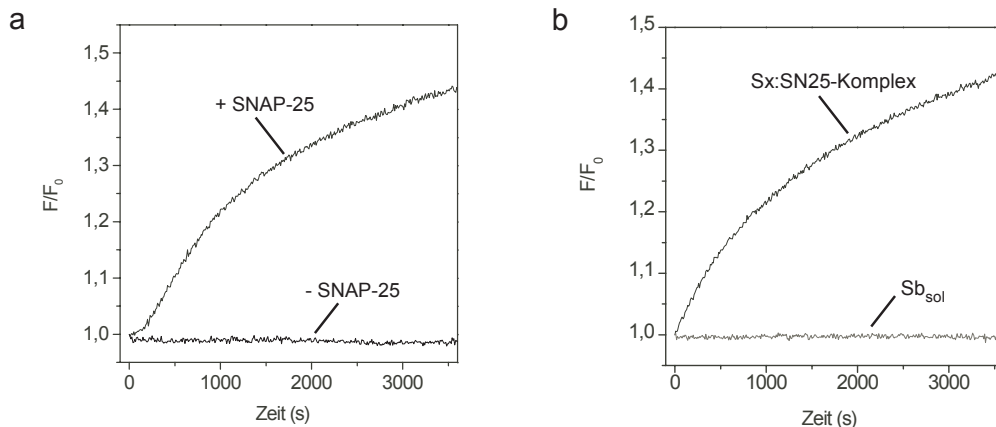 a
1,5
1,4
1,3
1,2
1,1
1,0
F/F0
+ SNAP-25
- SNAP-25
0
1000
2000
3000
Zeit (s)
b
1,5
1,4
1,3
1,2
1,1
1,0
F/F0
Sx:SN25-Komplex
Sbsol
0
1000
2000
3000
Zeit (s)